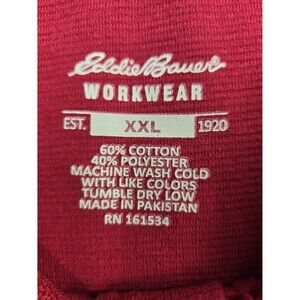 Eddie Bauer
WORKWEAR
EST. XXL 1920
60% COTTON
40% POLYESTER
MACHINE WASH COLD
WITH LIKE COLORS
TUMBLE DRY LOW
MADE IN PAKISTAN
RN 161534